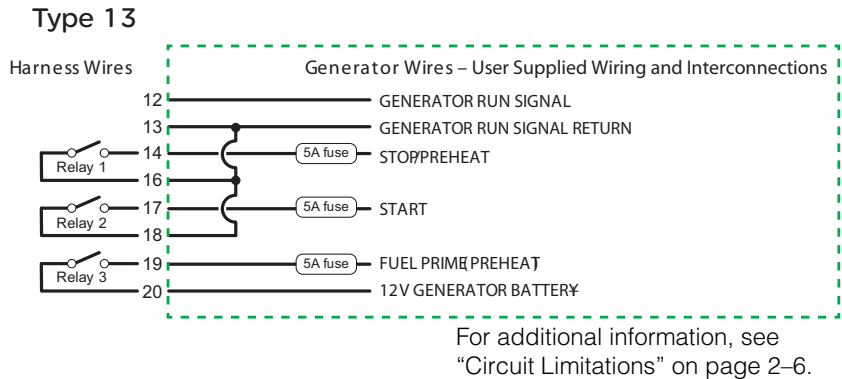 Type 13
Harness Wires
Generator Wires – User Supplied Wiring and Interconnections
12 GENERATOR RUN SIGNAL
13 GENERATOR RUN SIGNAL RETURN
14 5A fuse STOP/PREHEAT
Relay 1
16
17 5A fuse START
Relay 2
18
19 5A fuse FUEL PRIME(PREHEAT)
Relay 3
20 12V GENERATOR BATTERY+
For additional information, see
“Circuit Limitations” on page 2–6.